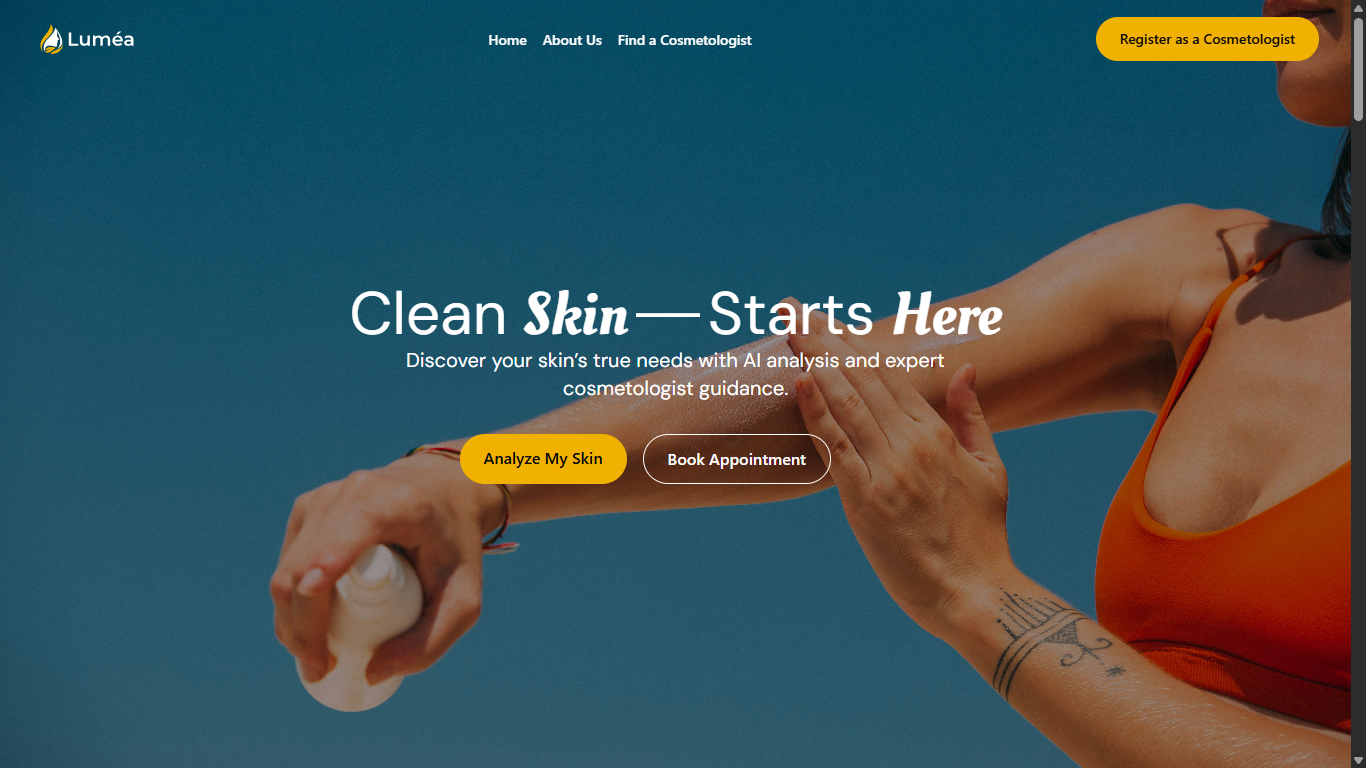 Luméa
Home
About Us
Find a Cosmetologist
Register as a Cosmetologist
Clean Skin—Starts Here
Discover your skin’s true needs with AI analysis and expert
cosmetologist guidance.
Analyze My Skin
Book Appointment